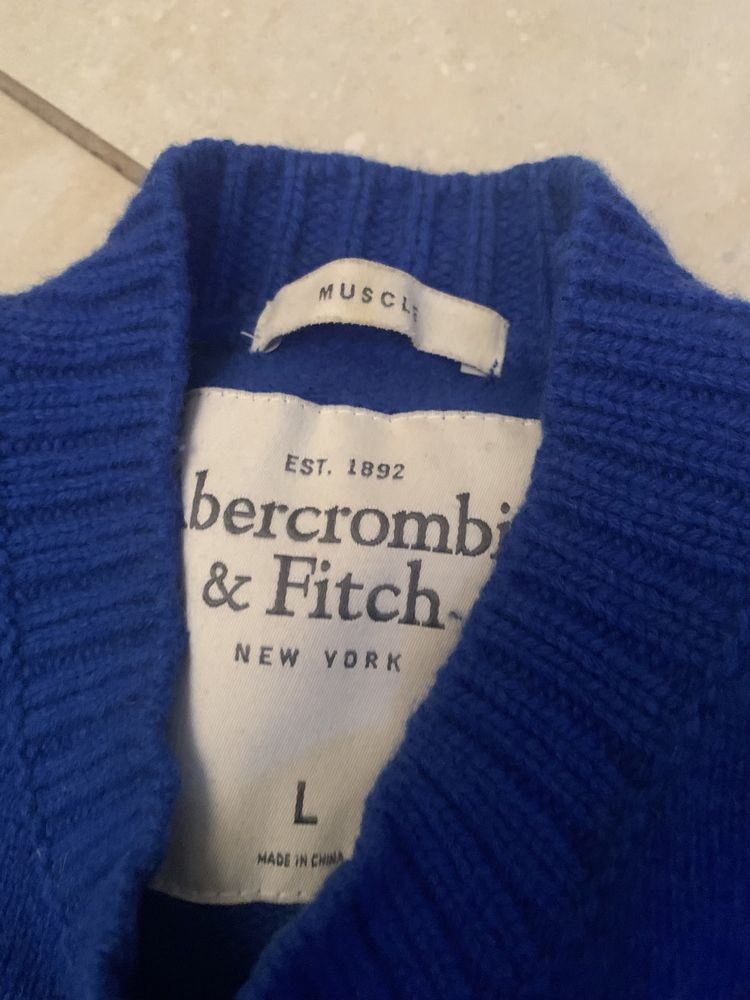 MUSCLE
EST. 1892
bercrombi
& Fitch
NEW YORK
L
MADE IN CHINA